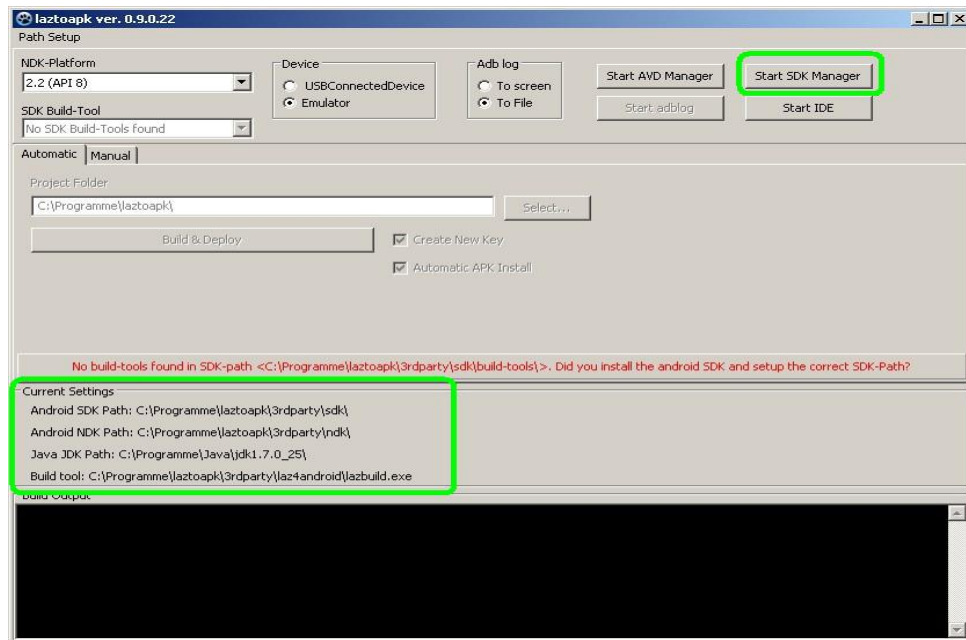 laztoapk ver. 0.9.0.22
Path Setup
NDK-Platform
2.2 (API 8)
SDK Build-Tool
No SDK Build-Tools found
Device
USBConnectedDevice
Emulator
Adb log
To screen
To File
Start AVD Manager
Start SDK Manager
Start adblog
Start IDE
Automatic
Manual
Project Folder
C:\Programme\laztoapk\
Select...
Build & Deploy
Create New Key
Automatic APK Install
No build-tools found in SDK-path <C:\Programme\laztoapk\3rdparty\sdk\build-tools\>. Did you install the android SDK and setup the correct SDK-Path?
Current Settings
Android SDK Path: C:\Programme\laztoapk\3rdparty\sdk\
Android NDK Path: C:\Programme\laztoapk\3rdparty\ndk\
Java JDK Path: C:\Programme\Java\jdk1.7.0_25\
Build tool: C:\Programme\laztoapk\3rdparty\laz4android\lazbuild.exe
Build Output